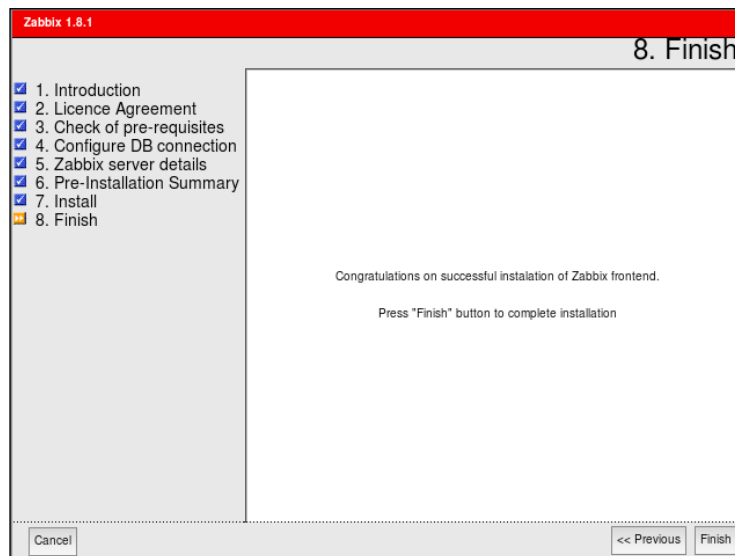 Zabbix 1.8.1
8. Finish
1. Introduction
2. Licence Agreement
3. Check of pre-requisites
4. Configure DB connection
5. Zabbix server details
6. Pre-Installation Summary
7. Install
8. Finish
Congratulations on successful instalation of Zabbix frontend.
Press "Finish" button to complete installation
Cancel
<< Previous
Finish